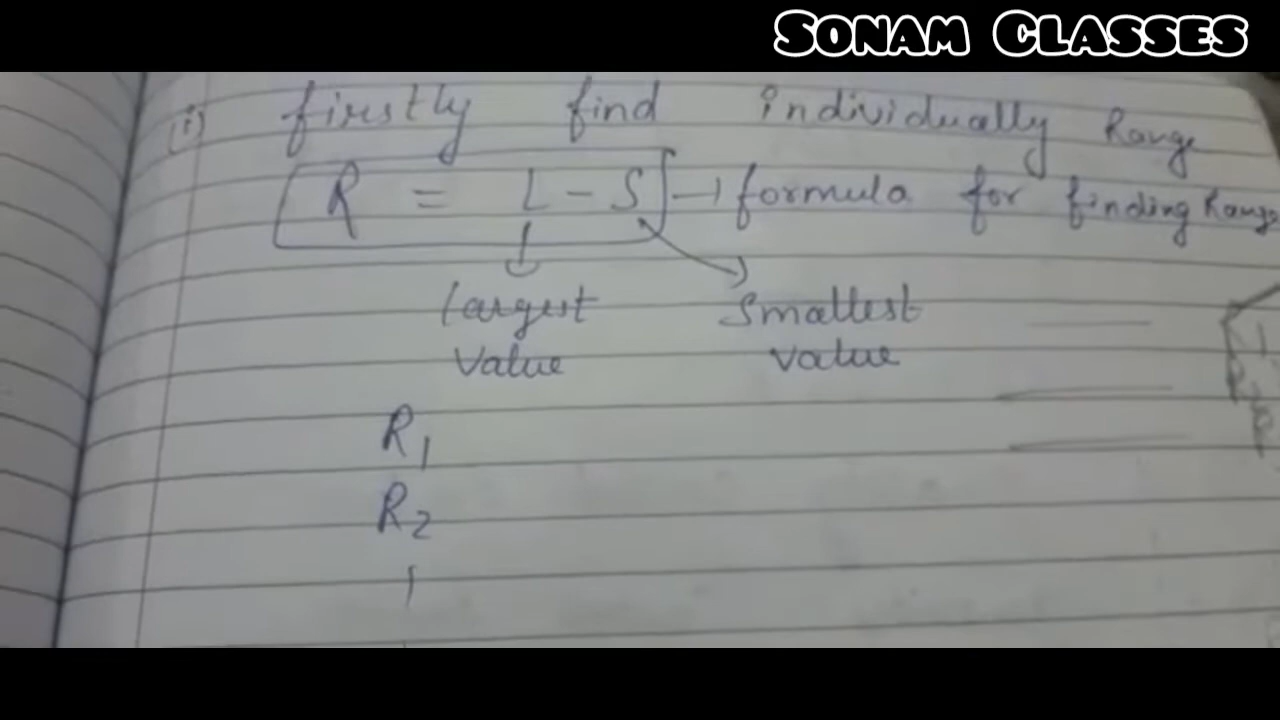 SONAM CLASSES
(i) firstly find individually Range
R = L - S → formula for finding Range
largest smallest
value value
R1
R2